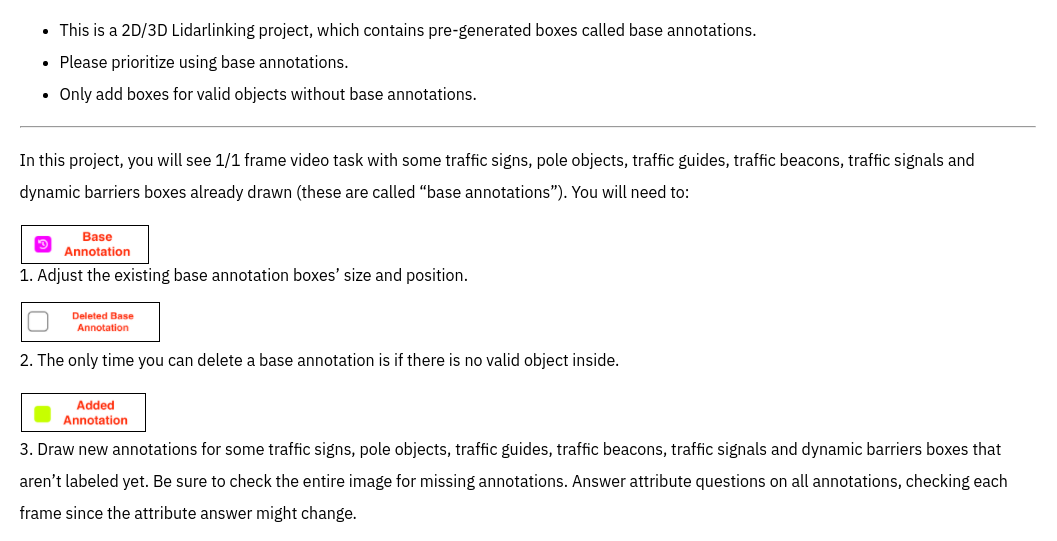 This is a 2D/3D Lidarlinking project, which contains pre-generated boxes called base annotations.
Please prioritize using base annotations.
Only add boxes for valid objects without base annotations.
In this project, you will see 1/1 frame video task with some traffic signs, pole objects, traffic guides, traffic beacons, traffic signals and
dynamic barriers boxes already drawn (these are called “base annotations”). You will need to:
Base
Annotation
1. Adjust the existing base annotation boxes’ size and position.
Deleted Base
Annotation
2. The only time you can delete a base annotation is if there is no valid object inside.
Added
Annotation
3. Draw new annotations for some traffic signs, pole objects, traffic guides, traffic beacons, traffic signals and dynamic barriers boxes that
aren’t labeled yet. Be sure to check the entire image for missing annotations. Answer attribute questions on all annotations, checking each
frame since the attribute answer might change.